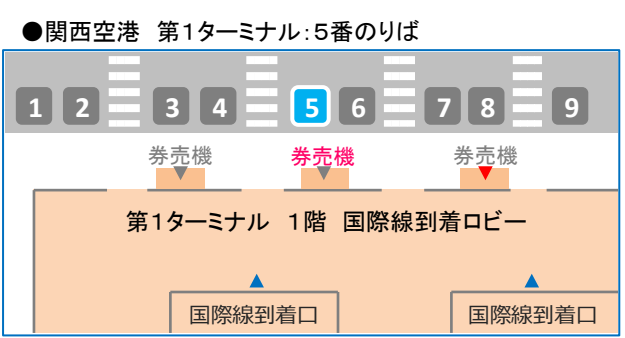 ●関西空港 第1ターミナル：5番のりば
1 2 3 4 5 6 7 8 9
券売機 券売機 券売機
第1ターミナル 1階 国際線到着ロビー
国際線到着口 国際線到着口